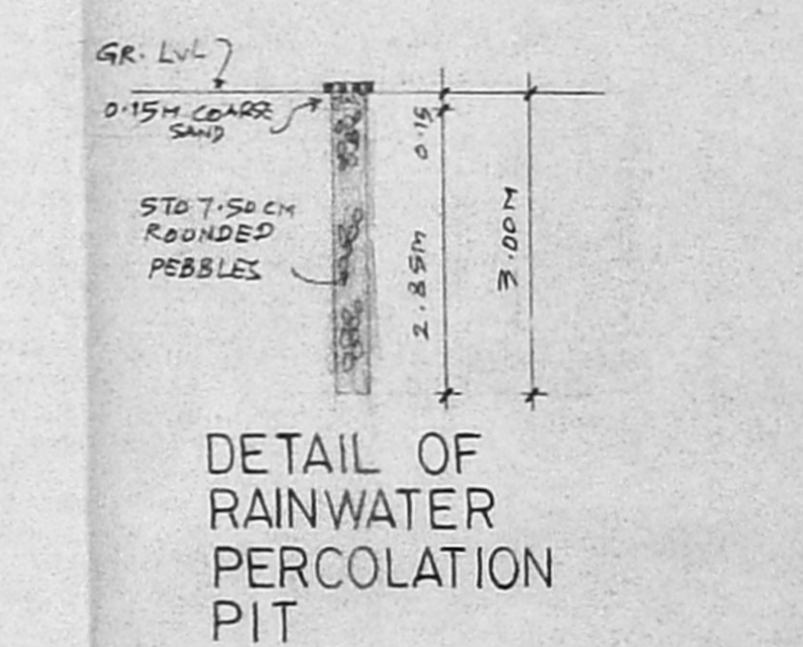 GR. LVL
0.15M COARSE
SAND
5 TO 7.50 CM
ROUNDED
PEBBLES
0.15
2.85M
3.00M
DETAIL OF
RAINWATER
PERCOLATION
PIT